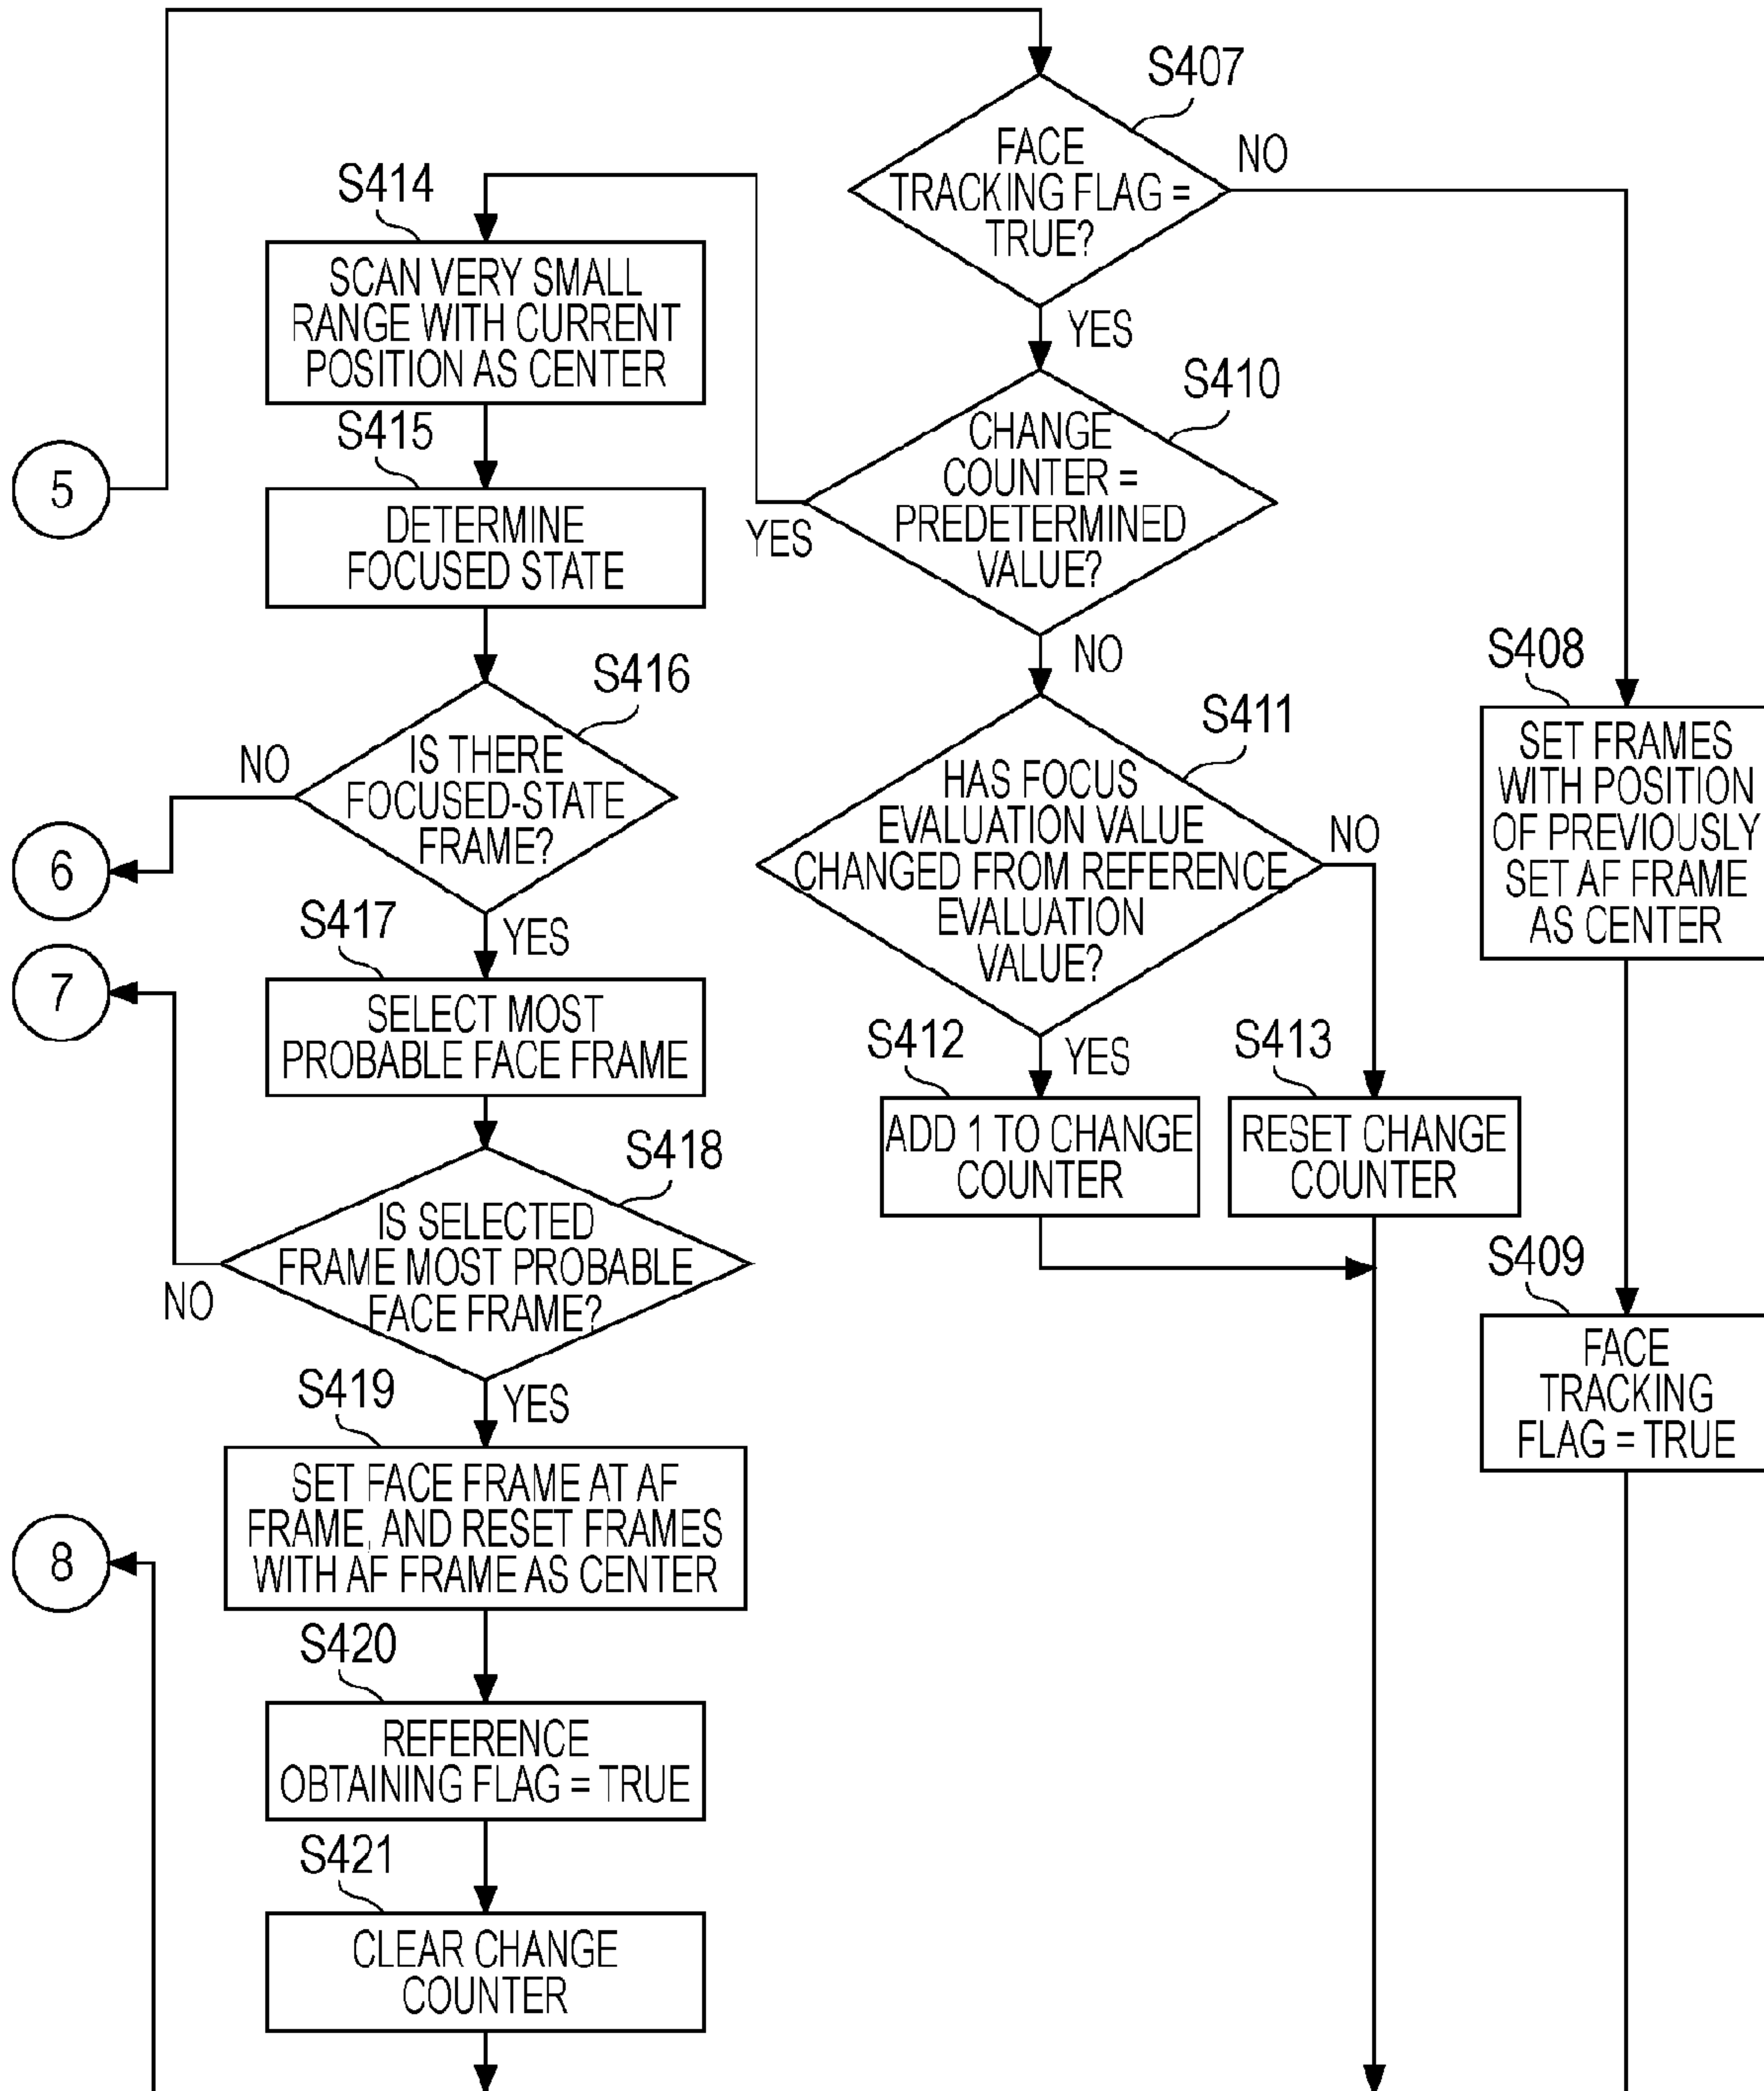 5
S407
FACE
TRACKING FLAG =
TRUE?
NO
YES
S410
CHANGE
COUNTER =
PREDETERMINED
VALUE?
YES
NO
S411
HAS FOCUS
EVALUATION VALUE
CHANGED FROM REFERENCE
EVALUATION
VALUE?
NO
YES
S412
ADD 1 TO CHANGE
COUNTER
S413
RESET CHANGE
COUNTER
S408
SET FRAMES
WITH POSITION
OF PREVIOUSLY
SET AF FRAME
AS CENTER
S409
FACE
TRACKING
FLAG = TRUE
S414
SCAN VERY SMALL
RANGE WITH CURRENT
POSITION AS CENTER
S415
DETERMINE
FOCUSED STATE
S416
IS THERE
FOCUSED-STATE
FRAME?
NO
6
YES
S417
SELECT MOST
PROBABLE FACE FRAME
7
S418
IS SELECTED
FRAME MOST PROBABLE
FACE FRAME?
NO
YES
S419
SET FACE FRAME AT AF
FRAME, AND RESET FRAMES
WITH AF FRAME AS CENTER
8
S420
REFERENCE
OBTAINING FLAG = TRUE
S421
CLEAR CHANGE
COUNTER